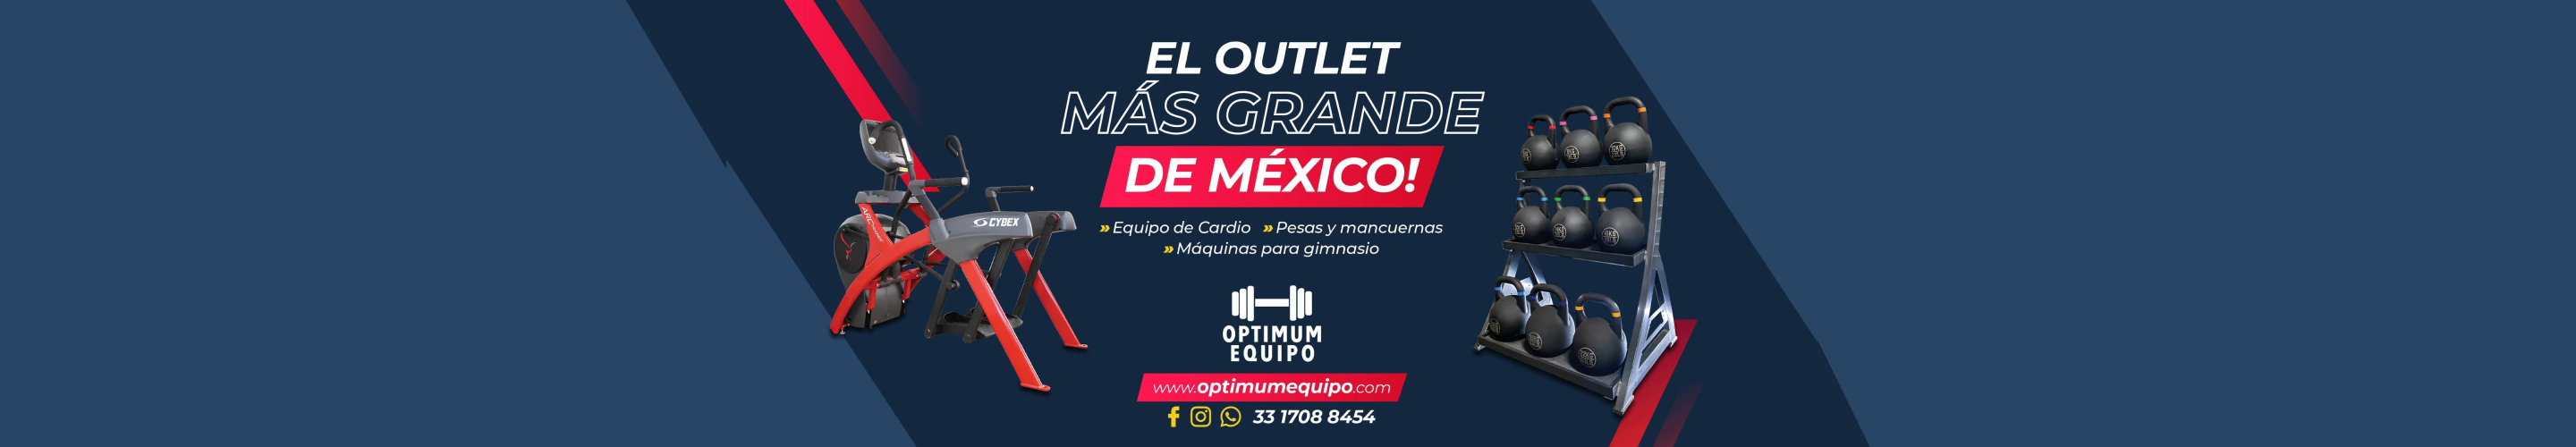 EL OUTLET
MÁS GRANDE
DE MÉXICO!
» Equipo de Cardio » Pesas y mancuernas
» Máquinas para gimnasio
CYBEX
OPTIMUM
EQUIPO
www.optimumequipo.com
33 1708 8454